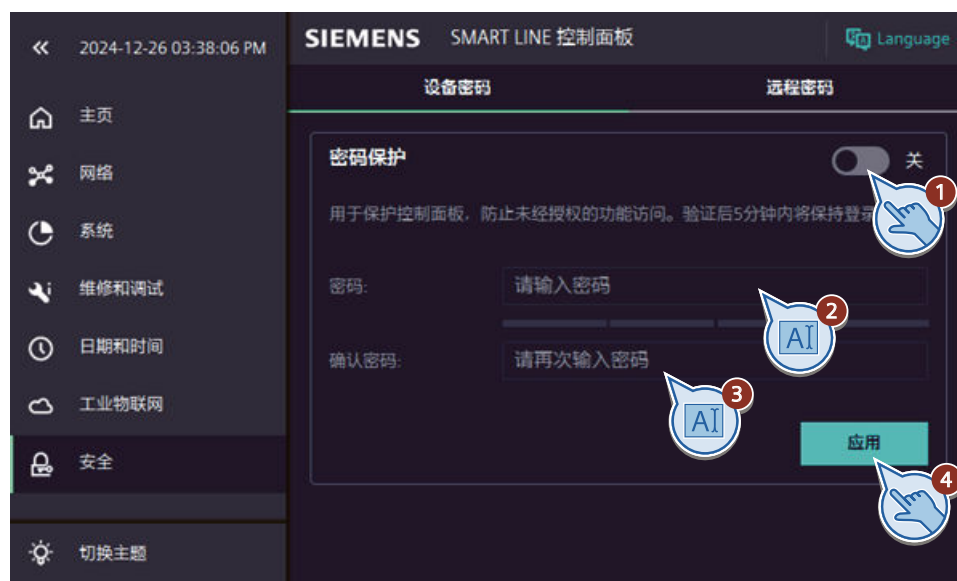 2024-12-26 03:38:06 PM
SIEMENS SMART LINE 控制面板
Language
设备密码
远程密码
主页
网络
系统
维修和调试
日期和时间
工业物联网
安全
切换主题
密码保护
关
1
用于保护控制面板，防止未经授权的功能访问。验证后5分钟内将保持登录
密码:
请输入密码
2
AI
确认密码:
请再次输入密码
3
AI
应用
4